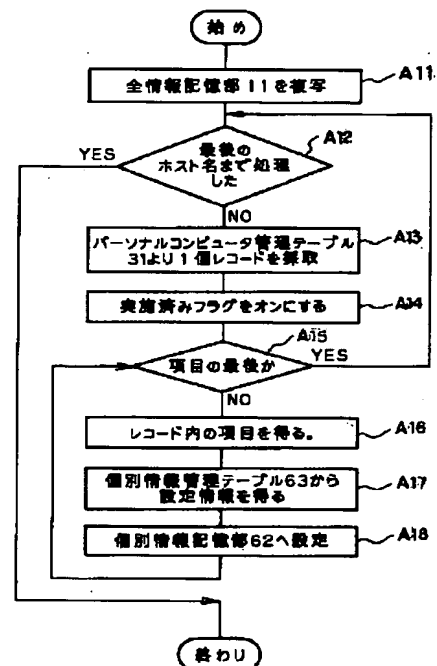 始め
全情報記憶部11を複写
A11
最後の
ホスト名まで処理
した
A12
YES
NO
パーソナルコンピュータ管理テーブル
31より1個レコードを採取
A13
実施済みフラグをオンにする
A14
項目の最後か
A15
YES
NO
レコード内の項目を得る。
A16
個別情報管理テーブル63から
設定情報を得る
A17
個別情報記憶部62へ設定
A18
終わり